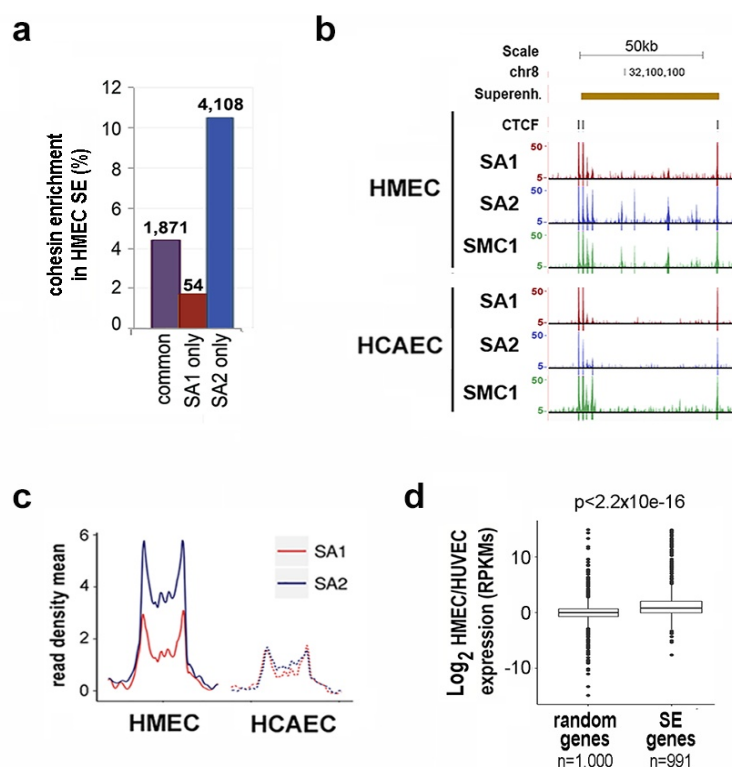 a
cohesin enrichment
in HMEC SE (%)
12
10
8
6
4
2
0
1,871
54
4,108
common
SA1 only
SA2 only
b
Scale
50kb
chr8
32,100,100
Superenh.
CTCF
HMEC
SA1
50
5
SA2
50
5
SMC1
50
5
HCAEC
SA1
50
5
SA2
50
5
SMC1
50
5
c
read density mean
6
4
2
0
SA1
SA2
HMEC
HCAEC
d
p<2.2x10e-16
Log2 HMEC/HUVEC
expression (RPKMs)
10
0
-10
random
genes
n=1,000
SE
genes
n=991